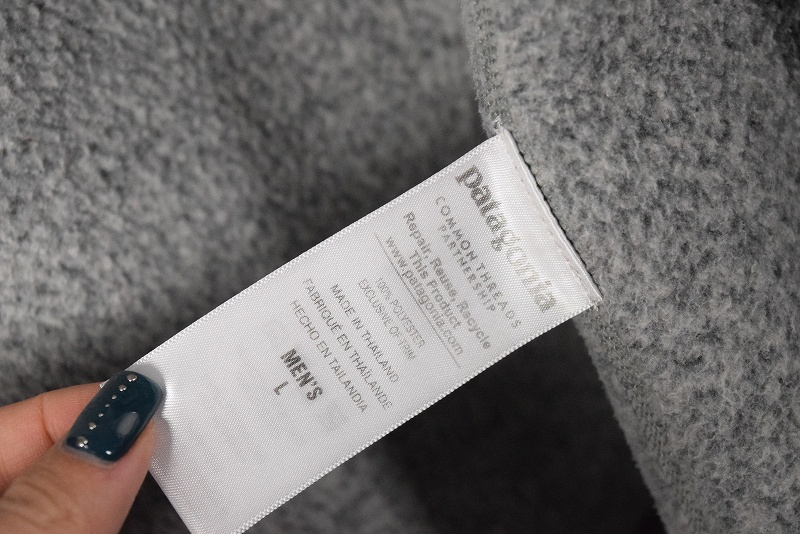 patagonia
COMMON THREADS
PARTNERSHIP
Repair, Reuse, Recycle
This Product
www.patagonia.com
100% POLYESTER
EXCLUSIVE OF TRIM
MADE IN THAILAND
FABRIQUÉ EN THAÏLANDE
HECHO EN TAILANDIA
MEN'S
L